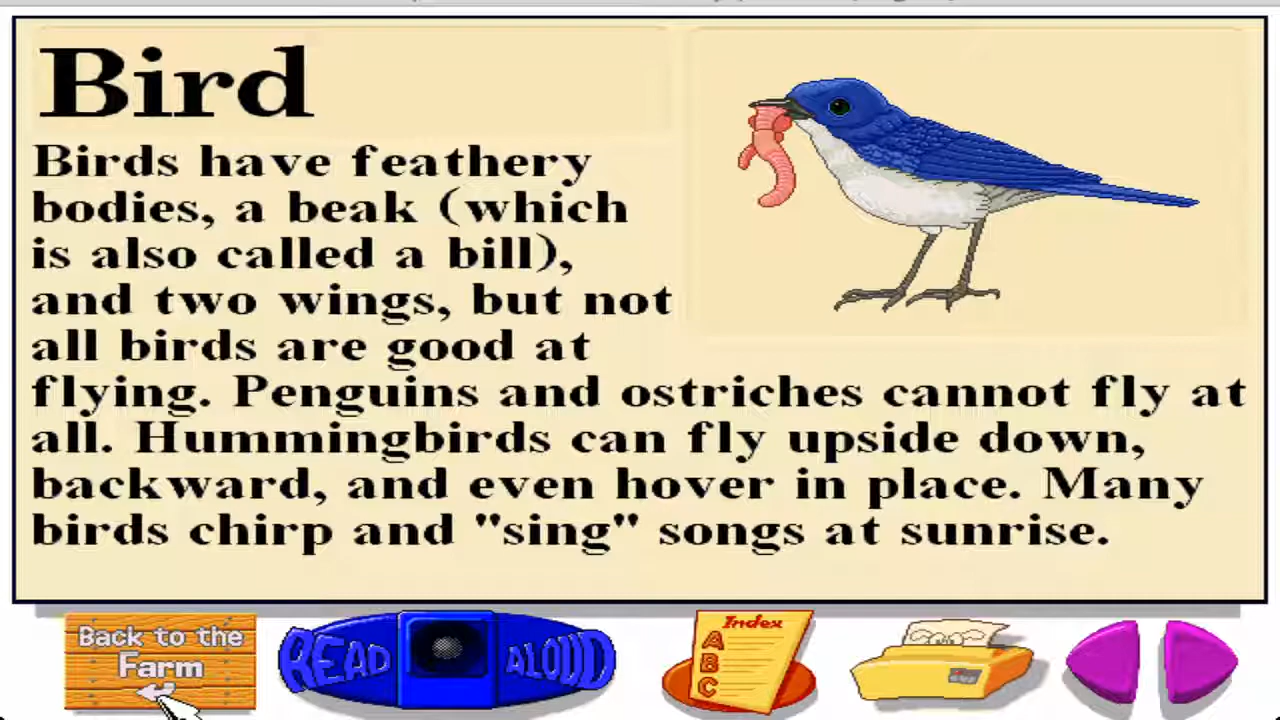 Bird
Birds have feathery
bodies, a beak (which
is also called a bill),
and two wings, but not
all birds are good at
flying. Penguins and ostriches cannot fly at
all. Hummingbirds can fly upside down,
backward, and even hover in place. Many
birds chirp and "sing" songs at sunrise.
Back to the
Farm
READ ALOUD
Index
A
B
C